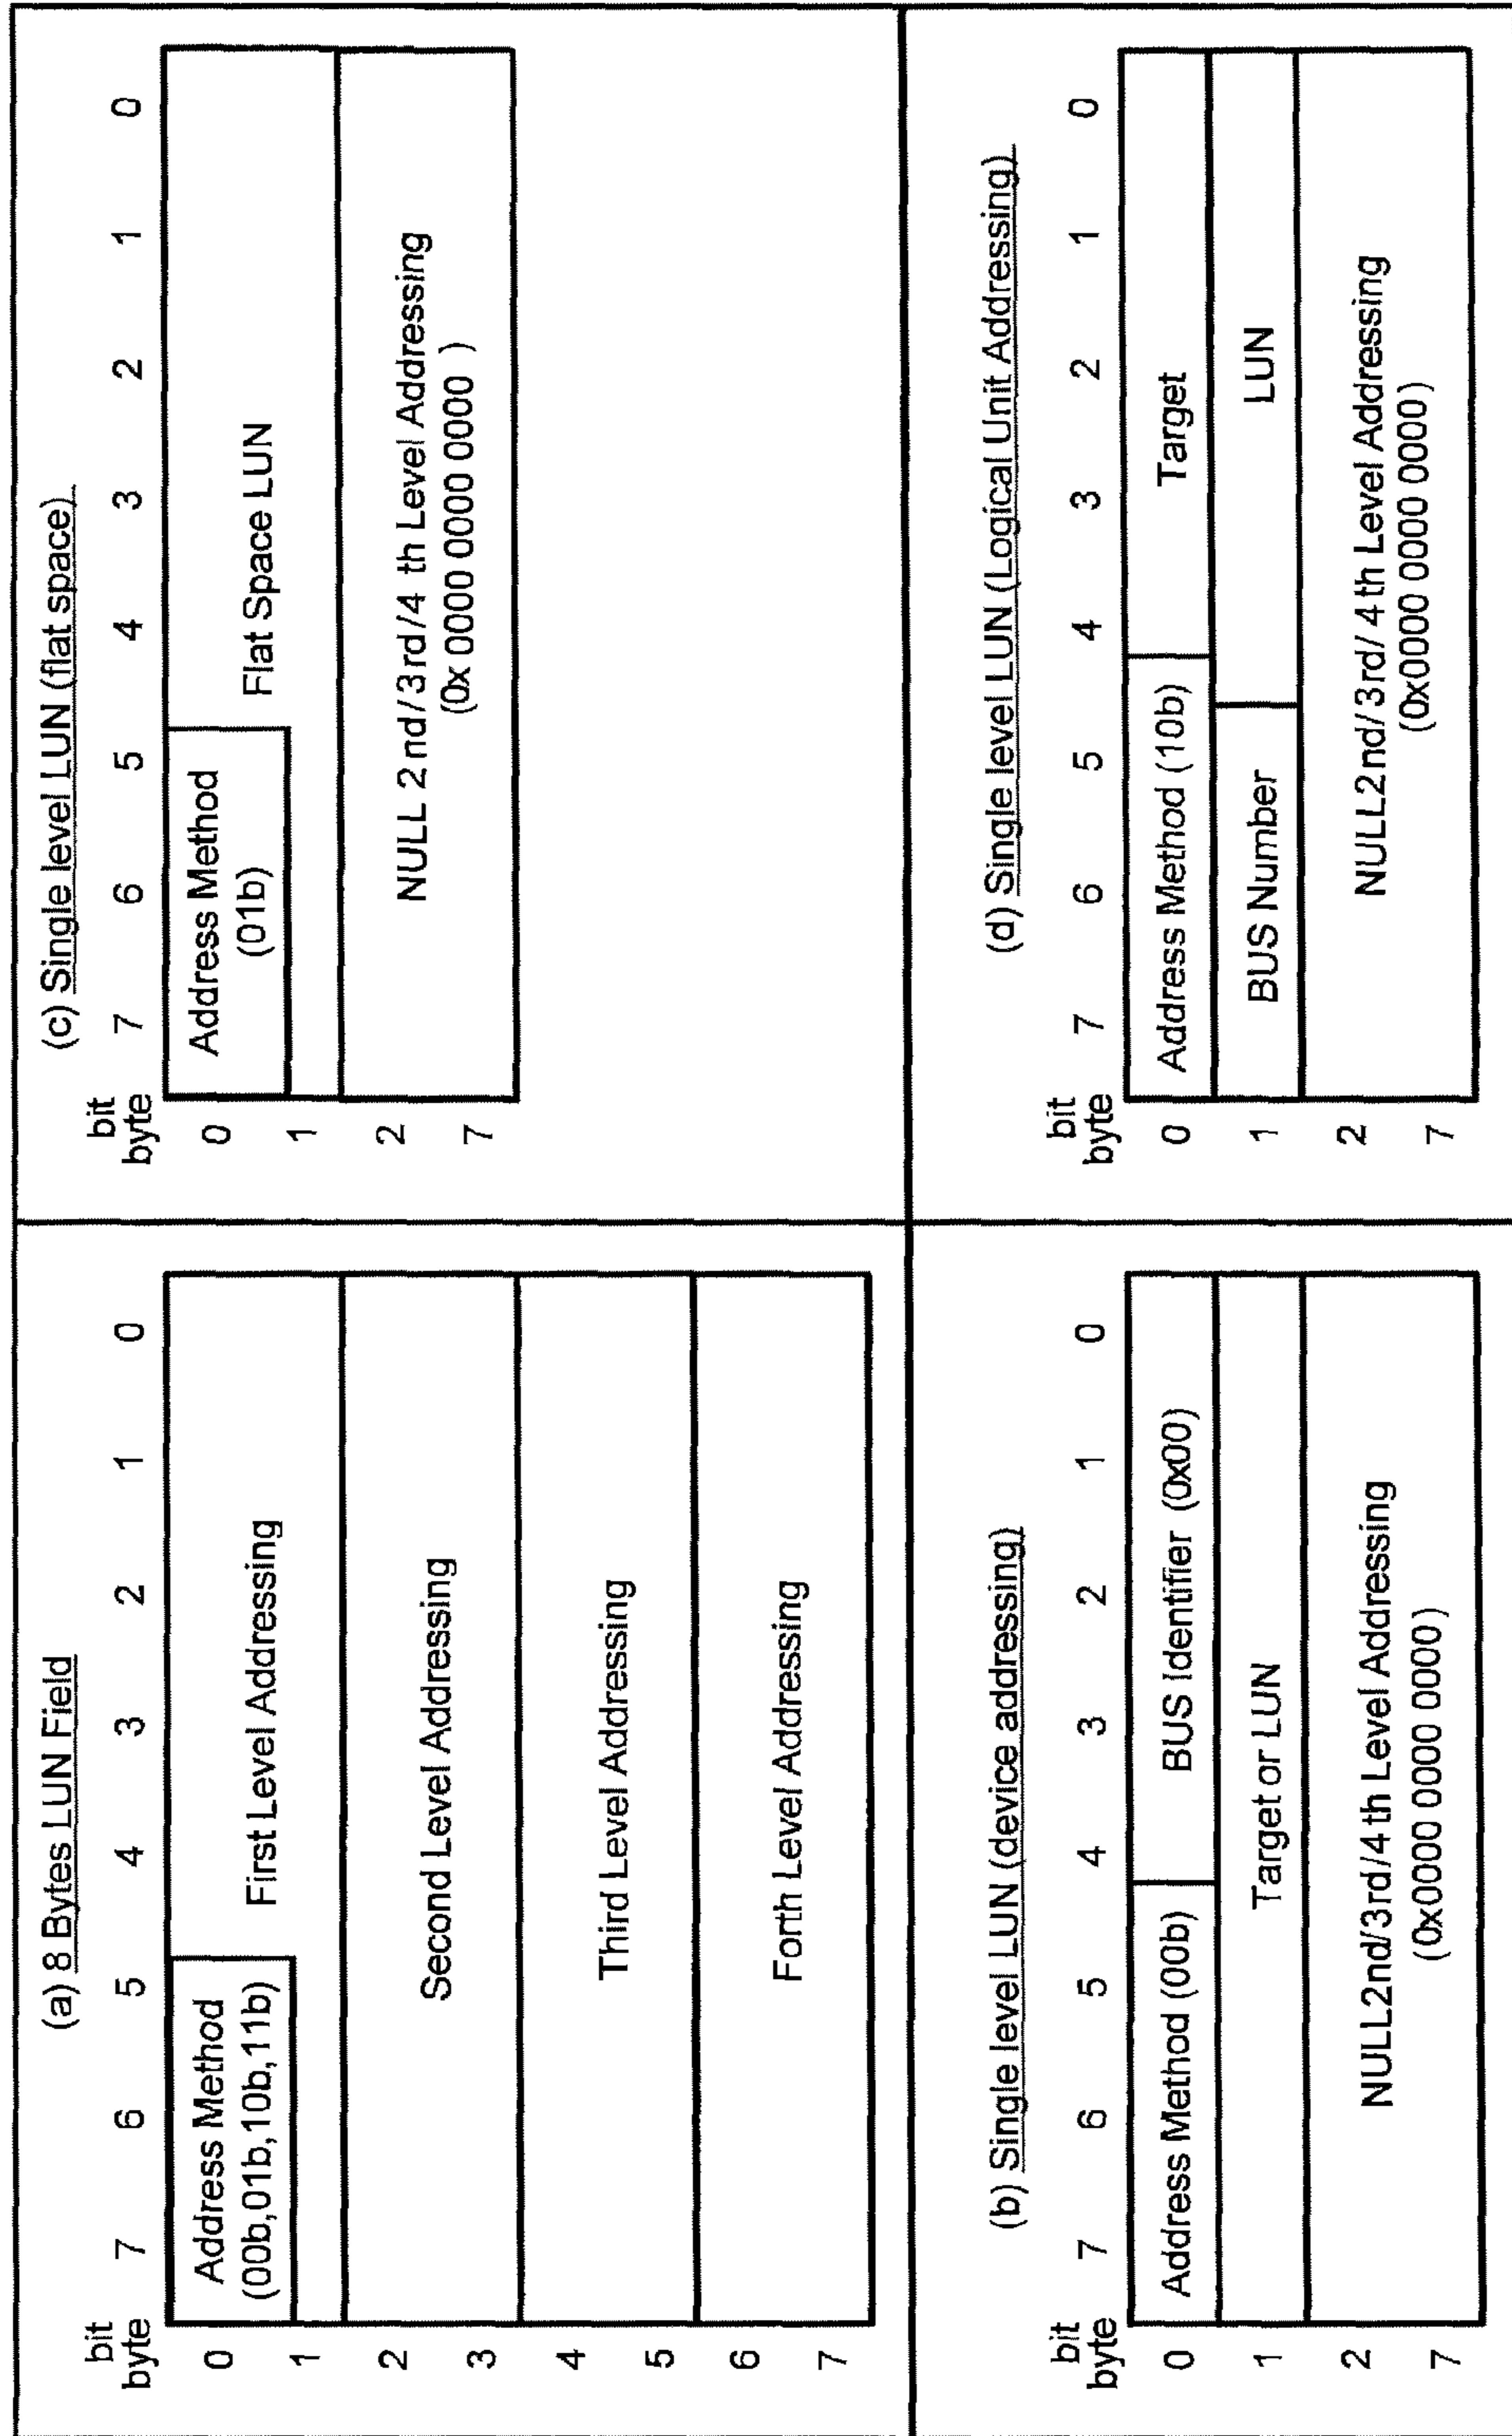 (a) 8 Bytes LUN Field
bit 7 6 5 4 3 2 1 0
byte
0
1
2
3
4
5
6
7
Address Method
(00b,01b,10b,11b)
First Level Addressing
Second Level Addressing
Third Level Addressing
Forth Level Addressing
(c) Single level LUN (flat space)
bit 7 6 5 4 3 2 1 0
byte
0
1
2
7
Address Method
(01b)
Flat Space LUN
NULL 2nd/3rd/4 th Level Addressing
(0x 0000 0000 0000 )
(b) Single level LUN (device addressing)
bit 7 6 5 4 3 2 1 0
byte
0 Address Method (00b) BUS Identifier (0x00)
1 Target or LUN
2
7
NULL2nd/3rd/4 th Level Addressing
(0x0000 0000 0000)
(d) Single level LUN (Logical Unit Addressing)
bit 7 6 5 4 3 2 1 0
byte
0 Address Method (10b) Target
1 BUS Number LUN
2
7
NULL2nd/3rd/ 4 th Level Addressing
(0x0000 0000 0000)